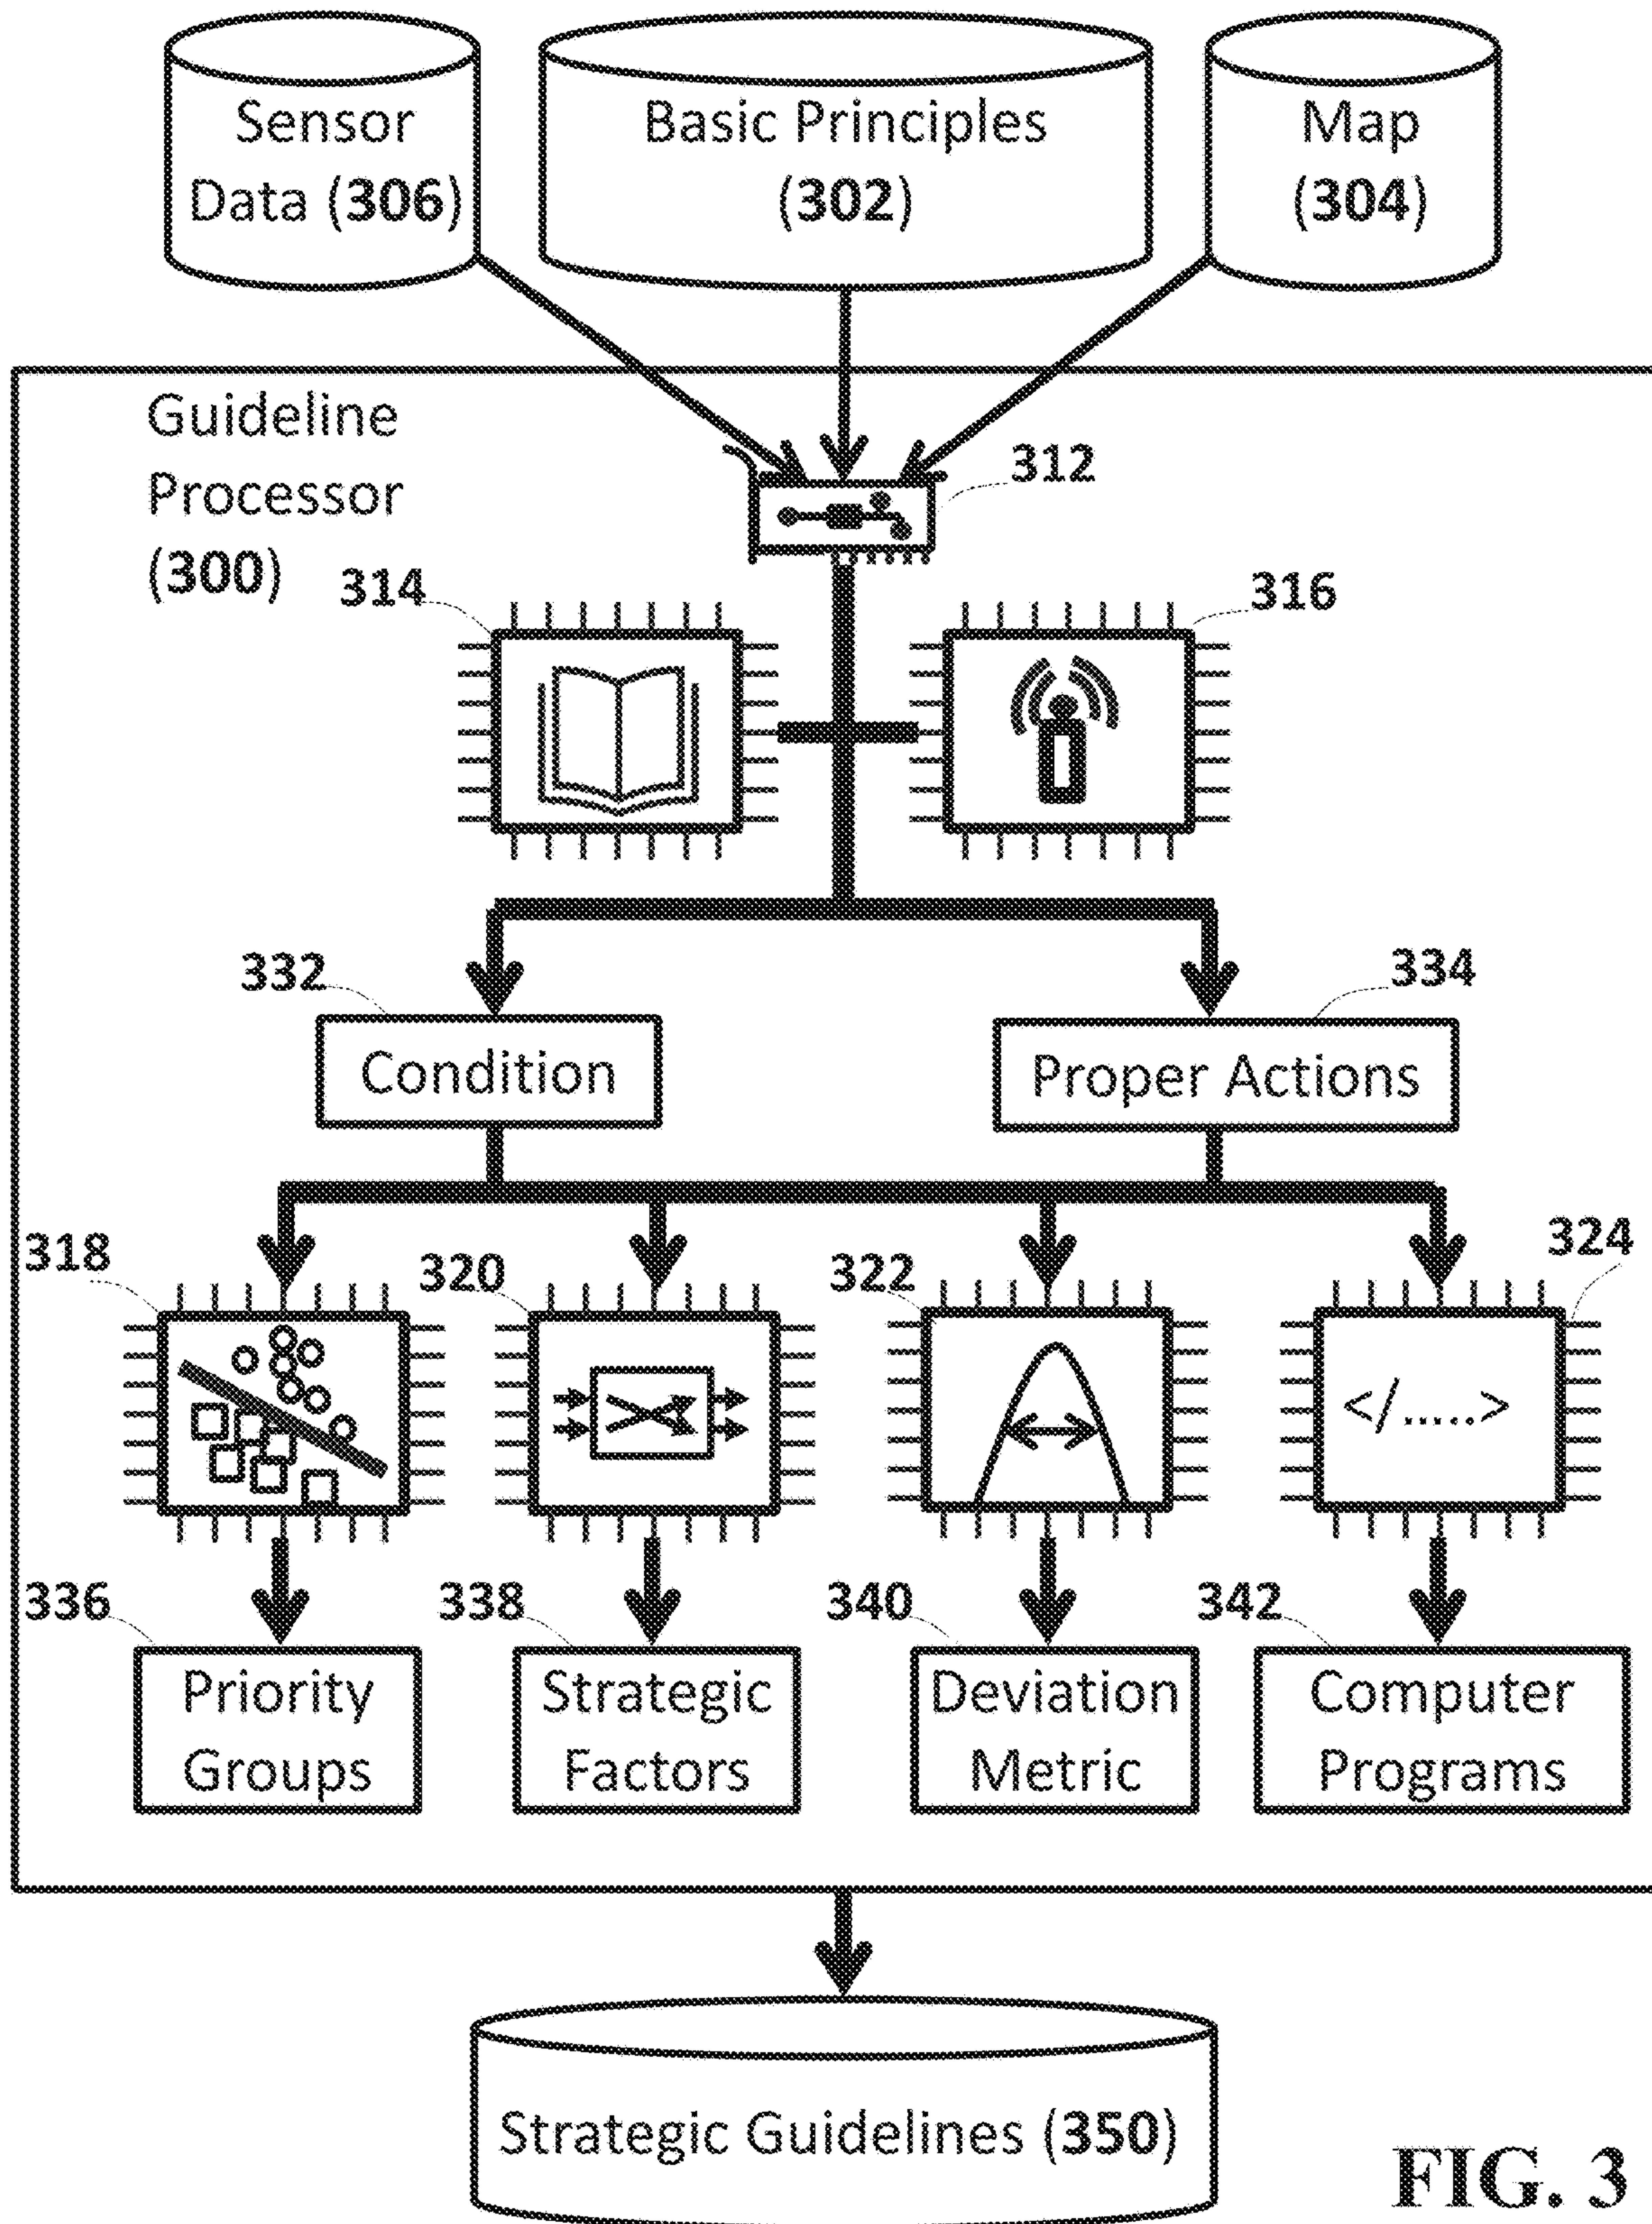 Sensor
Data (306)
Basic Principles
(302)
Map
(304)
Guideline
Processor
(300)
312
314
316
332
334
Condition
Proper Actions
318
320
322
324
</.....>
336
338
340
342
Priority
Groups
Strategic
Factors
Deviation
Metric
Computer
Programs
Strategic Guidelines (350)
FIG. 3